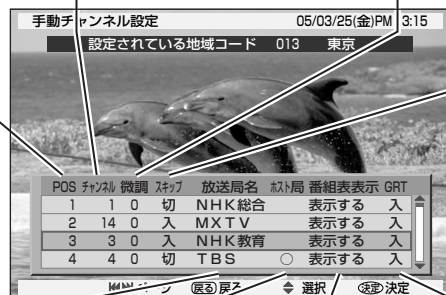 手動チャンネル設定 05/03/25(金)PM 3:15
設定されている地域コード 013 東京
POS チャンネル 微調 スキップ 放送局名 ホスト局 番組表表示 GRT
1 1 0 切 NHK総合 表示する 入
2 14 0 入 MXTV 表示する 入
3 3 0 入 NHK教育 表示する 入
4 4 0 切 TBS ○ 表示する 入
戻る 戻る 選択 決定 決定